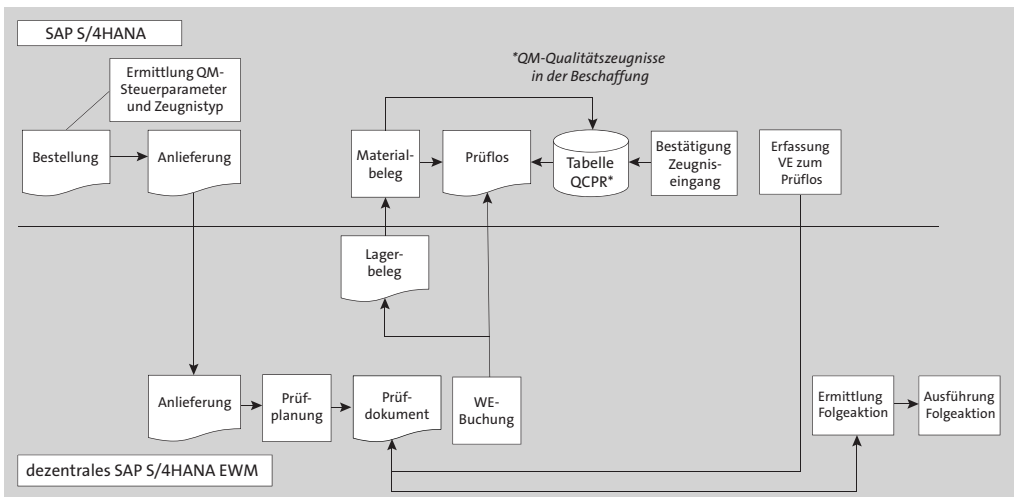 SAP S/4HANA
Ermittlung QM-
Steuerparameter
und Zeugnistyp
*QM-Qualitätszeugnisse
in der Beschaffung
Bestellung
Anlieferung
Material-
beleg
Prüflos
Tabelle
QCPR*
Bestätigung
Zeugnis-
eingang
Erfassung
VE zum
Prüflos
Lager-
beleg
Anlieferung
Prüf-
planung
Prüf-
dokument
WE-
Buchung
Ermittlung
Folgeaktion
Ausführung
Folgeaktion
dezentrales SAP S/4HANA EWM